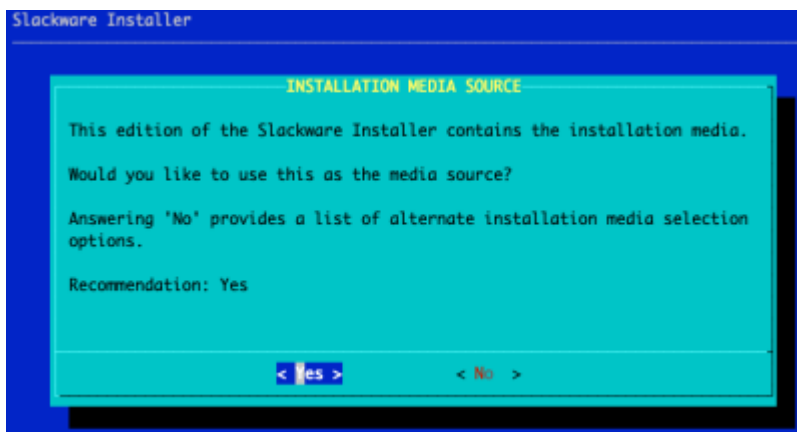 Slackware Installer
INSTALLATION MEDIA SOURCE
This edition of the Slackware Installer contains the installation media.
Would you like to use this as the media source?
Answering 'No' provides a list of alternate installation media selection
options.
Recommendation: Yes
< Yes > < No >